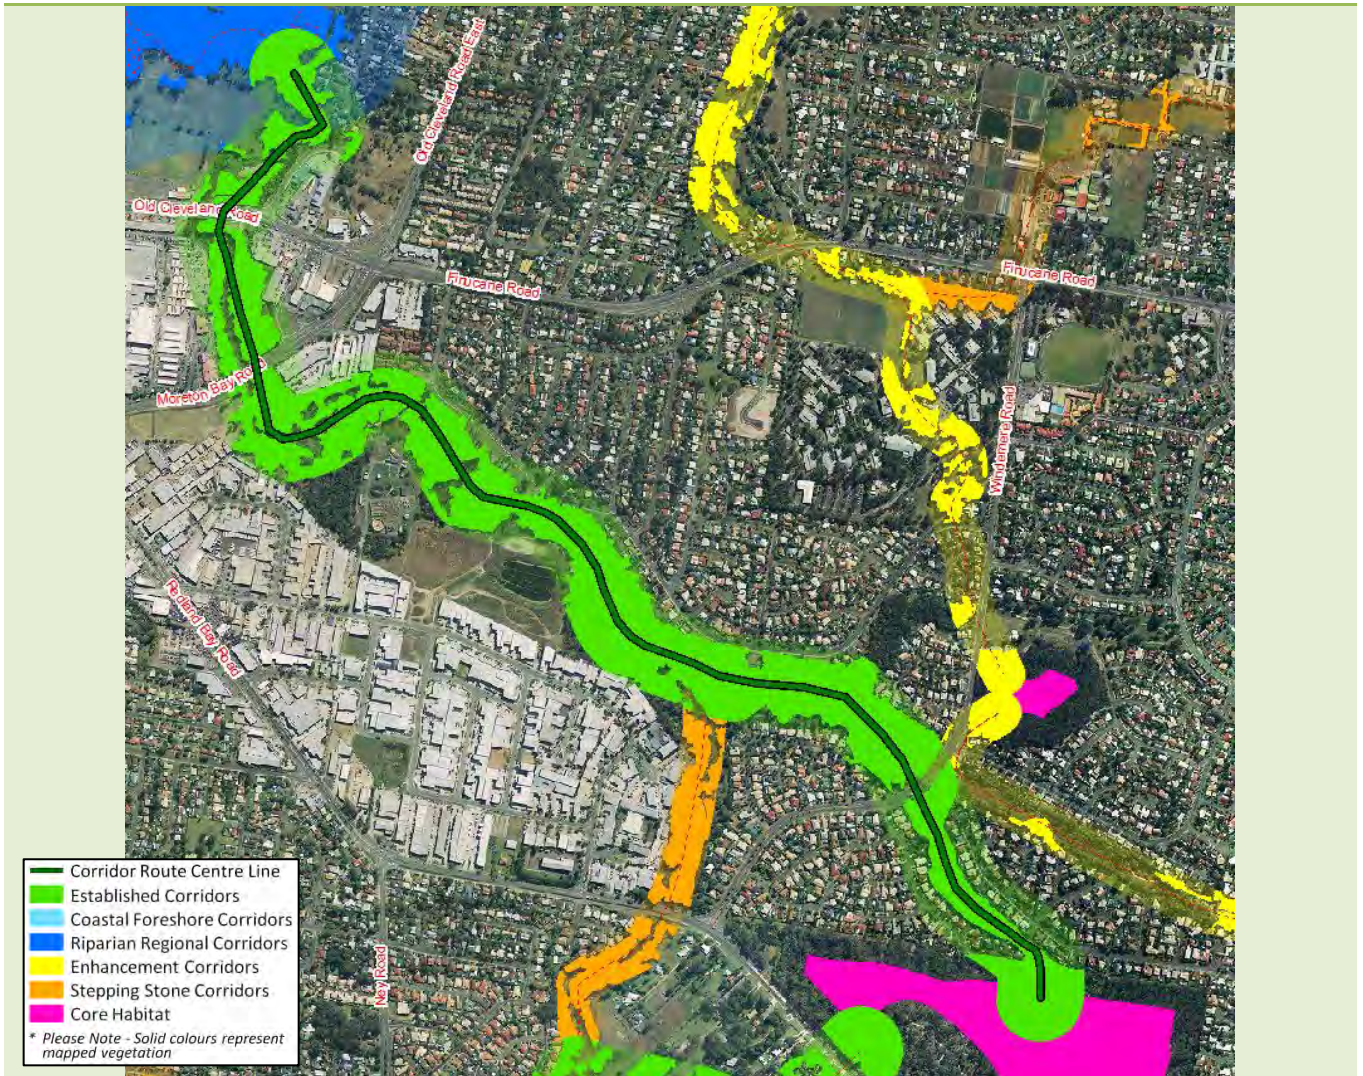 Old Cleveland Road East
Old Cleveland Road
Finucane Road
Finucane Road
Moreton Bay Road
Windemere Road
Redland Bay Road
Ney Road
Corridor Route Centre Line
Established Corridors
Coastal Foreshore Corridors
Riparian Regional Corridors
Enhancement Corridors
Stepping Stone Corridors
Core Habitat
* Please Note - Solid colours represent
mapped vegetation